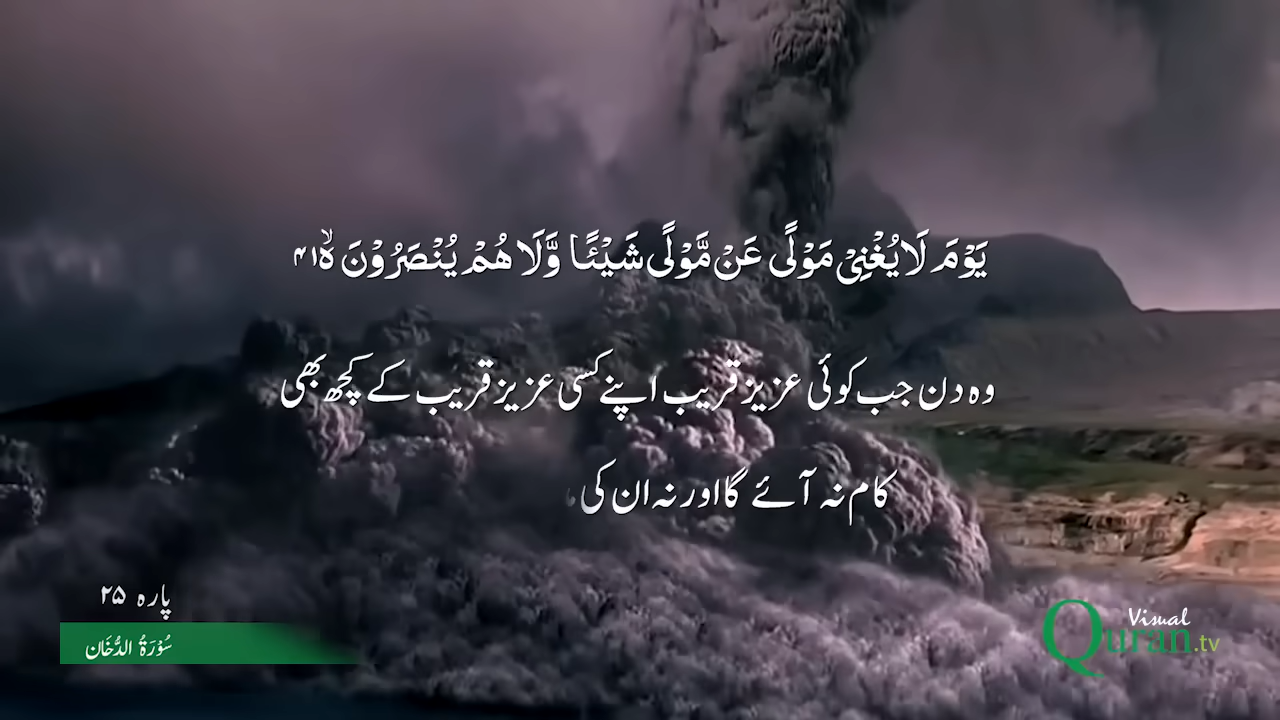 يَوْمَ لَا يُغْنِىْ مَوْلًى عَنْ مَّوْلًى شَيْـًٔا وَّلَا هُمْ يُنْصَرُوْنَ ۙ‏﴿۴۱﴾
وہ دن جب کوئی عزیز قریب اپنے کسی عزیز قریب کے کچھ بھی
کام نہ آئے گا اور نہ ان کی
پارہ ۲۵
سُوْرَةُ الدُّخَان
Visual
Quran.tv